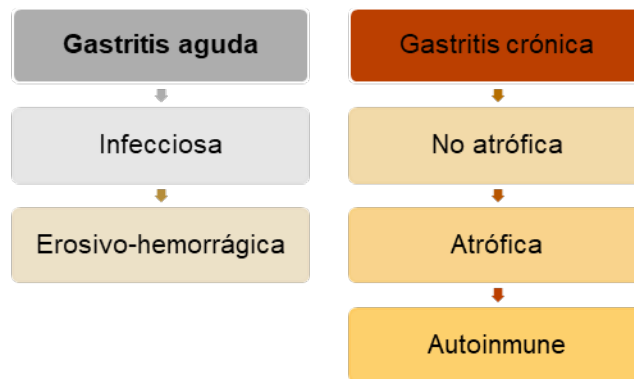 Gastritis aguda
Infecciosa
Erosivo-hemorrágica
Gastritis crónica
No atrófica
Atrófica
Autoinmune